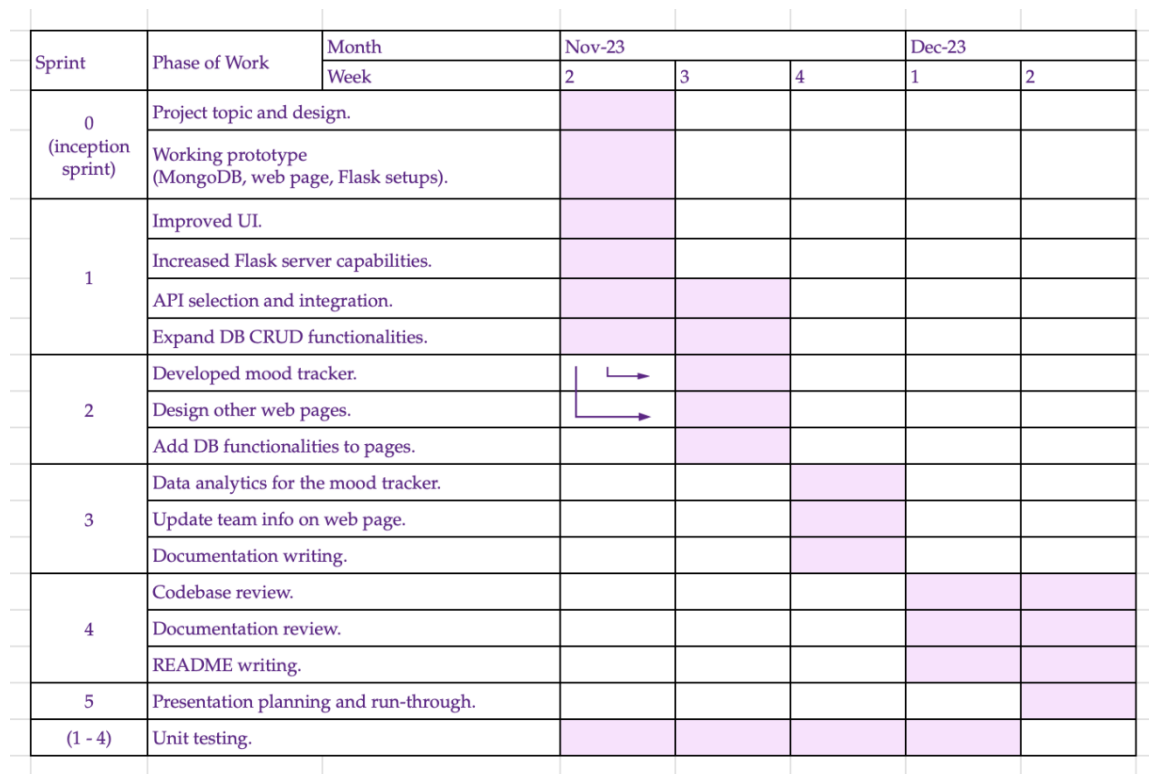 Sprint
Phase of Work
Month
Nov-23
Dec-23
Week
2
3
4
1
2
0
(inception
sprint)
Project topic and design.
Working prototype
(MongoDB, web page, Flask setups).
1
Improved UI.
Increased Flask server capabilities.
API selection and integration.
Expand DB CRUD functionalities.
2
Developed mood tracker.
Design other web pages.
Add DB functionalities to pages.
3
Data analytics for the mood tracker.
Update team info on web page.
Documentation writing.
4
Codebase review.
Documentation review.
README writing.
5
Presentation planning and run-through.
(1 - 4)
Unit testing.